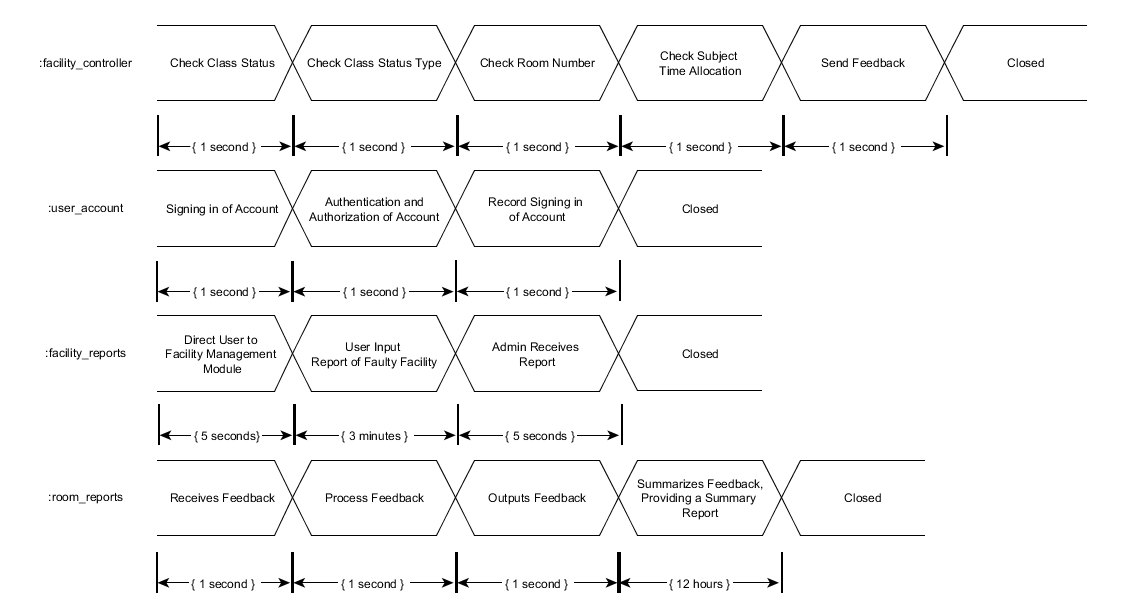 :facility_controller
Check Class Status
Check Class Status Type
Check Room Number
Check Subject
Time Allocation
Send Feedback
Closed
{ 1 second }
{ 1 second }
{ 1 second }
{ 1 second }
{ 1 second }
:user_account
Signing in of Account
Authentication and
Authorization of Account
Record Signing in
of Account
Closed
{ 1 second }
{ 1 second }
{ 1 second }
:facility_reports
Direct User to
Facility Management
Module
User Input
Report of Faulty Facility
Admin Receives
Report
Closed
{ 5 seconds}
{ 3 minutes }
{ 5 seconds }
:room_reports
Receives Feedback
Process Feedback
Outputs Feedback
Summarizes Feedback,
Providing a Summary
Report
Closed
{ 1 second }
{ 1 second }
{ 1 second }
{ 12 hours }